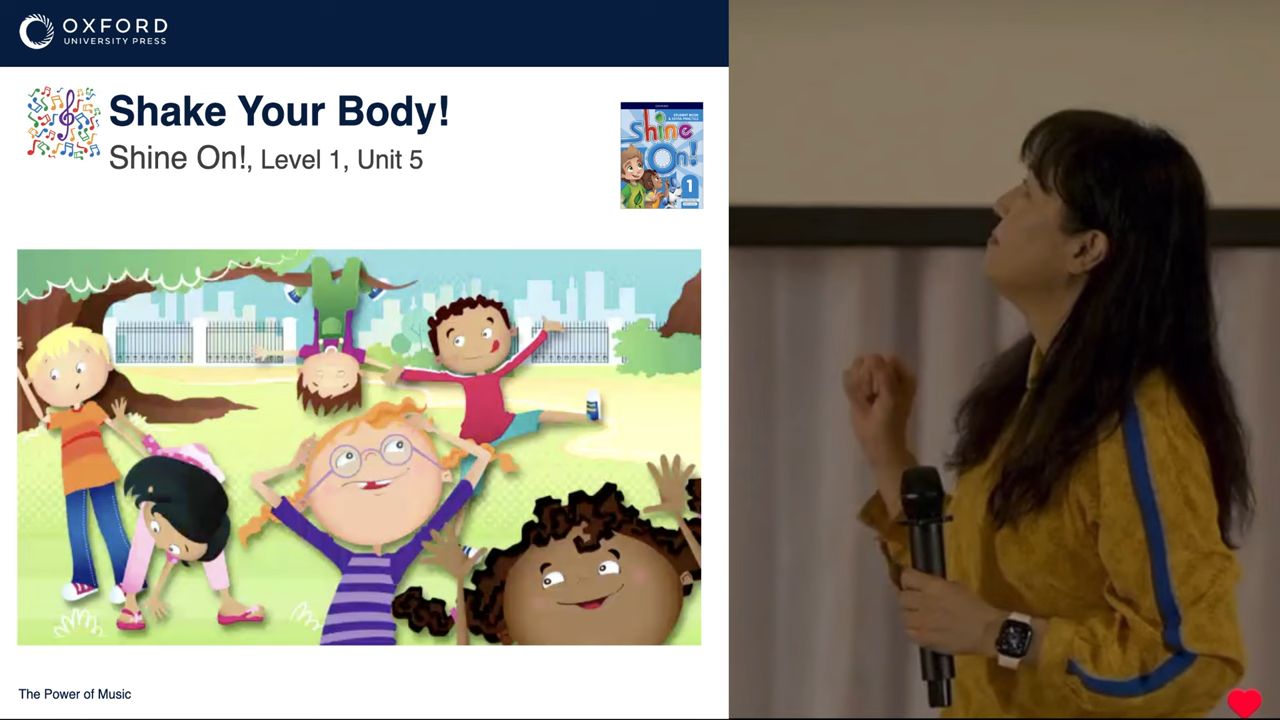 OXFORD
UNIVERSITY PRESS
Shake Your Body!
Shine On!, Level 1, Unit 5
Shine
On!
1
The Power of Music